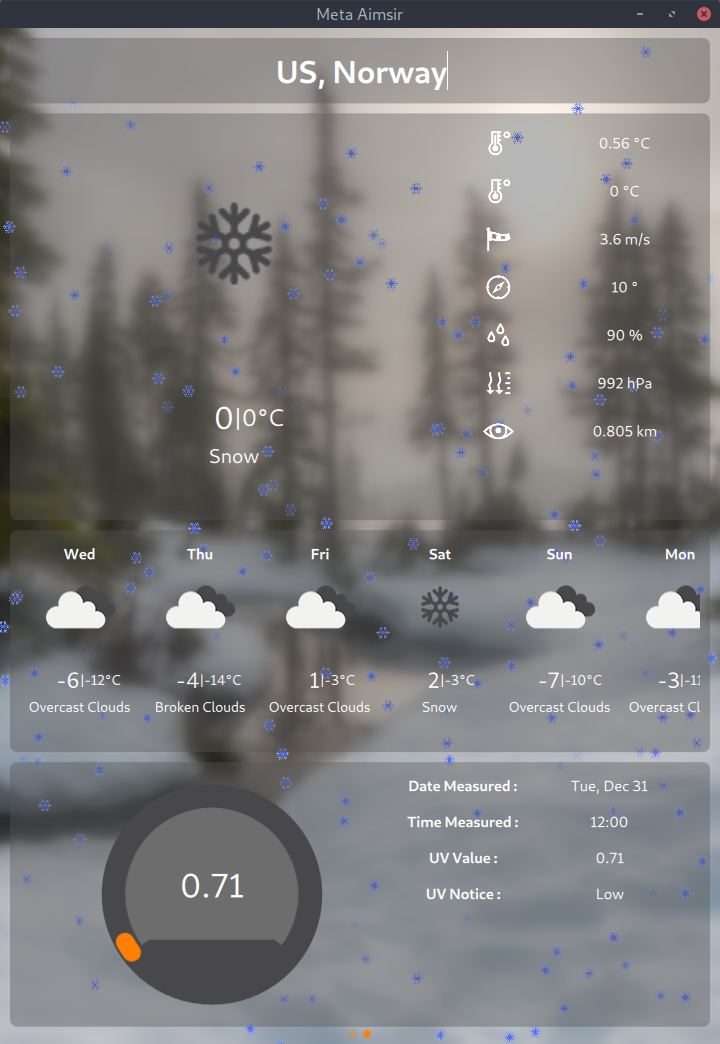 Meta Aimsir
US, Norway
0.56 °C
0 °C
3.6 m/s
10 °
90 %
992 hPa
0.805 km
0|0°C
Snow
Wed Thu Fri Sat Sun Mon
-6|-12°C -4|-14°C 1|-3°C 2|-3°C -7|-10°C -3|-11
Overcast Clouds Broken Clouds Overcast Clouds Snow Overcast Clouds Overcast Cl
0.71
Date Measured : Tue, Dec 31
Time Measured : 12:00
UV Value : 0.71
UV Notice : Low